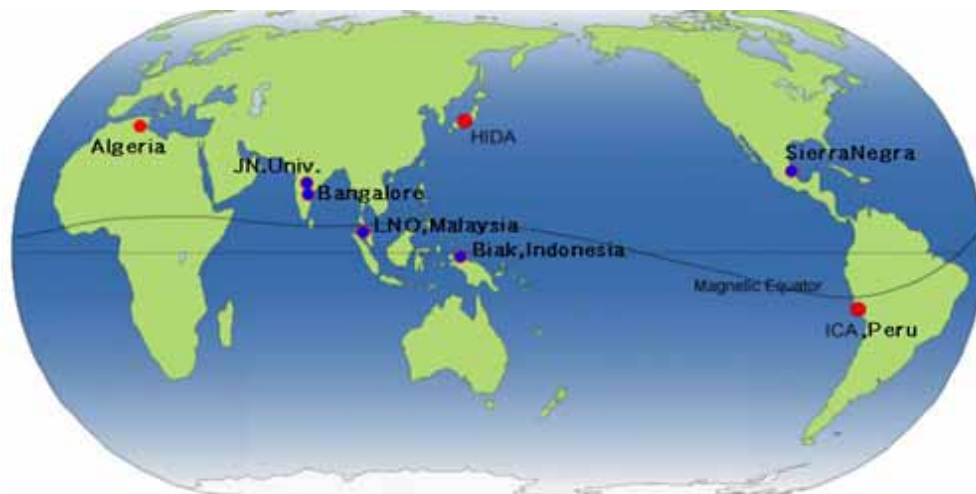 HIDA
Algeria
SierraNegra
JN.Univ.
Bangalore
LNO,Malaysia
Biak,Indonesia
Magnetic Equator
ICA,Peru